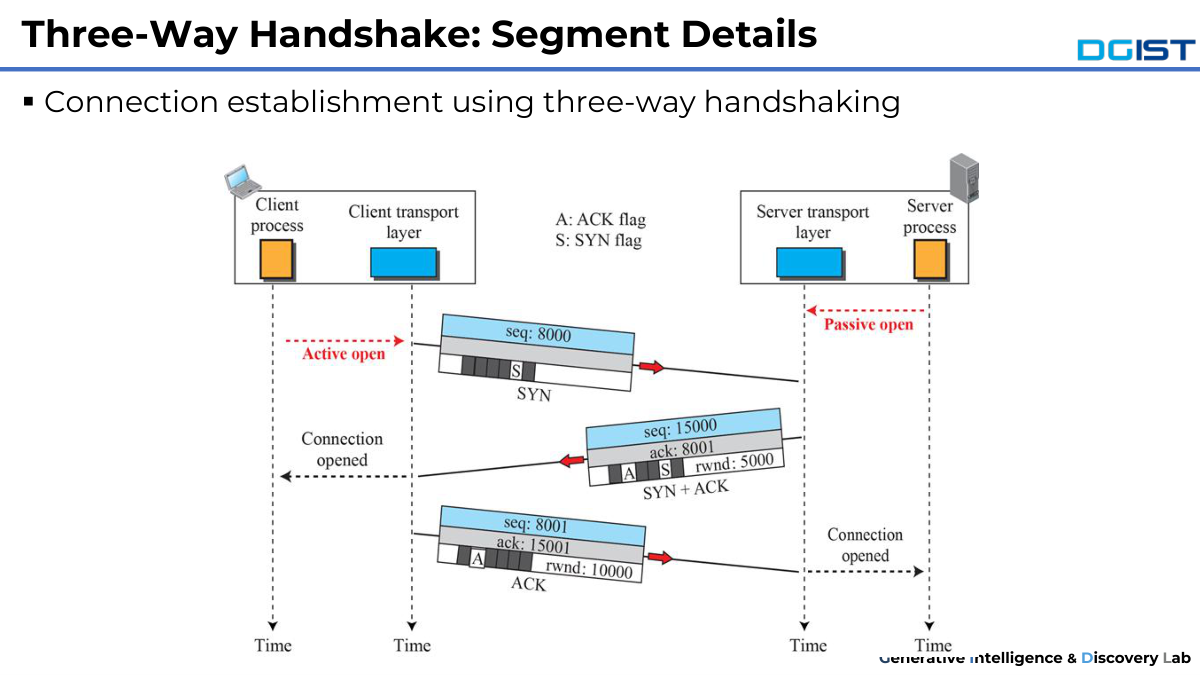 Three-Way Handshake: Segment Details
DGIST
▪ Connection establishment using three-way handshaking
Client
process
Client transport
layer
A: ACK flag
S: SYN flag
Server transport
layer
Server
process
Passive open
Active open
seq: 8000
S
SYN
seq: 15000
ack: 8001
A S rwnd: 5000
SYN + ACK
Connection
opened
seq: 8001
ack: 15001
A rwnd: 10000
ACK
Connection
opened
Time
Time
Time
Time
Generative Intelligence & Discovery Lab